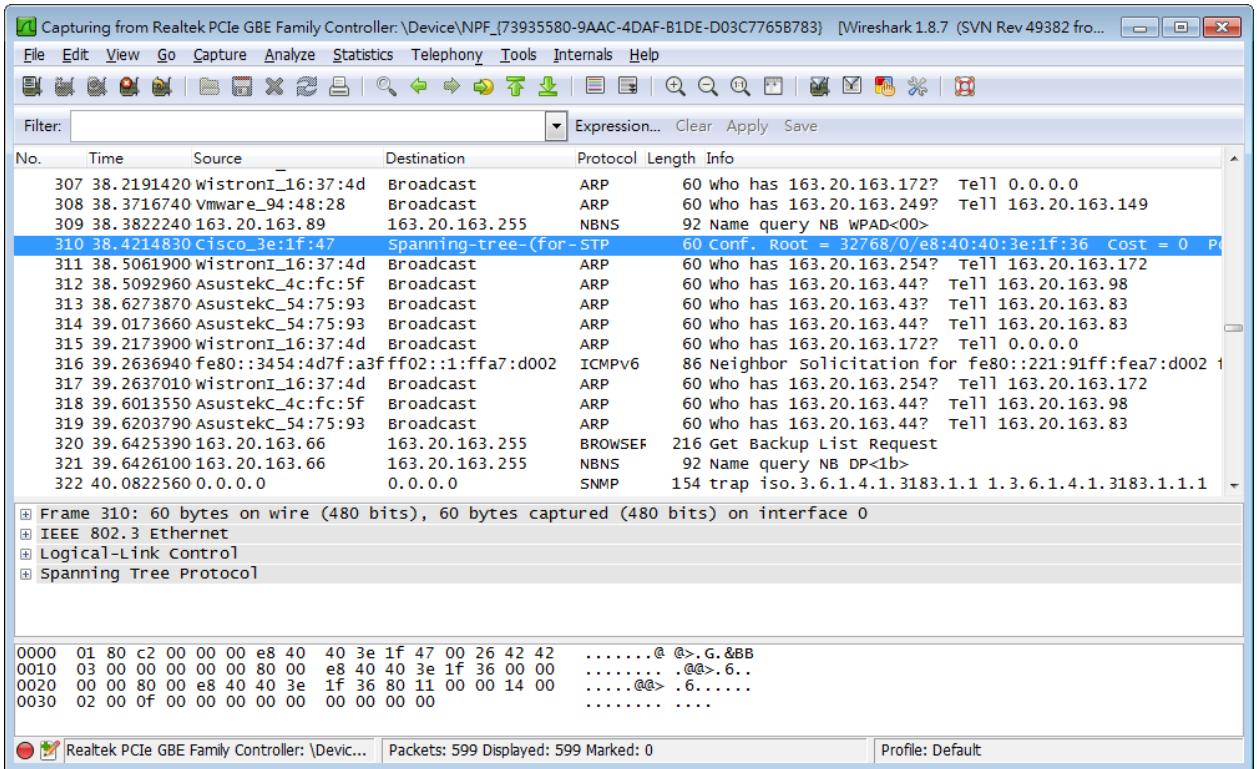 Capturing from Realtek PCIe GBE Family Controller: \Device\NPF_{73935580-9AAC-4DAF-B1DE-D03C7765B783} [Wireshark 1.8.7 (SVN Rev 49382 fro...
File Edit View Go Capture Analyze Statistics Telephony Tools Internals Help
Filter: Expression... Clear Apply Save
No. Time Source Destination Protocol Length Info
307 38.2191420 WistronI_16:37:4d Broadcast ARP 60 who has 163.20.163.172? Tell 0.0.0.0
308 38.3716740 Vmware_94:48:28 Broadcast ARP 60 who has 163.20.163.249? Tell 163.20.163.149
309 38.3822240 163.20.163.89 163.20.163.255 NBNS 92 Name query NB WPAD<00>
310 38.4214830 Cisco_3e:1f:47 Spanning-tree-(for- STP 60 Conf. Root = 32768/0/e8:40:40:3e:1f:36 Cost = 0
311 38.5061900 WistronI_16:37:4d Broadcast ARP 60 who has 163.20.163.254? Tell 163.20.163.172
312 38.5092960 AsustekC_4c:fc:5f Broadcast ARP 60 who has 163.20.163.44? Tell 163.20.163.98
313 38.6273870 AsustekC_54:75:93 Broadcast ARP 60 who has 163.20.163.43? Tell 163.20.163.83
314 39.0173660 AsustekC_54:75:93 Broadcast ARP 60 who has 163.20.163.44? Tell 163.20.163.83
315 39.2173900 WistronI_16:37:4d Broadcast ARP 60 who has 163.20.163.172? Tell 0.0.0.0
316 39.2636940 fe80::3454:4d7f:a3f ff02::1:ffa7:d002 ICMPv6 86 Neighbor Solicitation for fe80::221:91ff:fea7:d002
317 39.2637010 WistronI_16:37:4d Broadcast ARP 60 who has 163.20.163.254? Tell 163.20.163.172
318 39.6013550 AsustekC_4c:fc:5f Broadcast ARP 60 who has 163.20.163.44? Tell 163.20.163.98
319 39.6203790 AsustekC_54:75:93 Broadcast ARP 60 who has 163.20.163.44? Tell 163.20.163.83
320 39.6425390 163.20.163.66 163.20.163.255 BROWSER 216 Get Backup List Request
321 39.6426100 163.20.163.66 163.20.163.255 NBNS 92 Name query NB DP<1b>
322 40.0822560 0.0.0.0 0.0.0.0 SNMP 154 trap iso.3.6.1.4.1.3183.1.1 1.3.6.1.4.1.3183.1.1.1
Frame 310: 60 bytes on wire (480 bits), 60 bytes captured (480 bits) on interface 0
IEEE 802.3 Ethernet
Logical-Link Control
Spanning Tree Protocol
0000 01 80 c2 00 00 00 e8 40 40 3e 1f 47 00 26 42 42 .......@ @>.G.&BB
0010 03 00 00 00 00 00 80 00 e8 40 40 3e 1f 36 00 00 ........ .@@>.6..
0020 00 00 80 00 e8 40 40 3e 1f 36 80 11 00 00 14 00 .....@@> .6......
0030 02 00 0f 00 00 00 00 00 00 00 00 00 ........ ....
Realtek PCIe GBE Family Controller: \Devic... Packets: 599 Displayed: 599 Marked: 0 Profile: Default